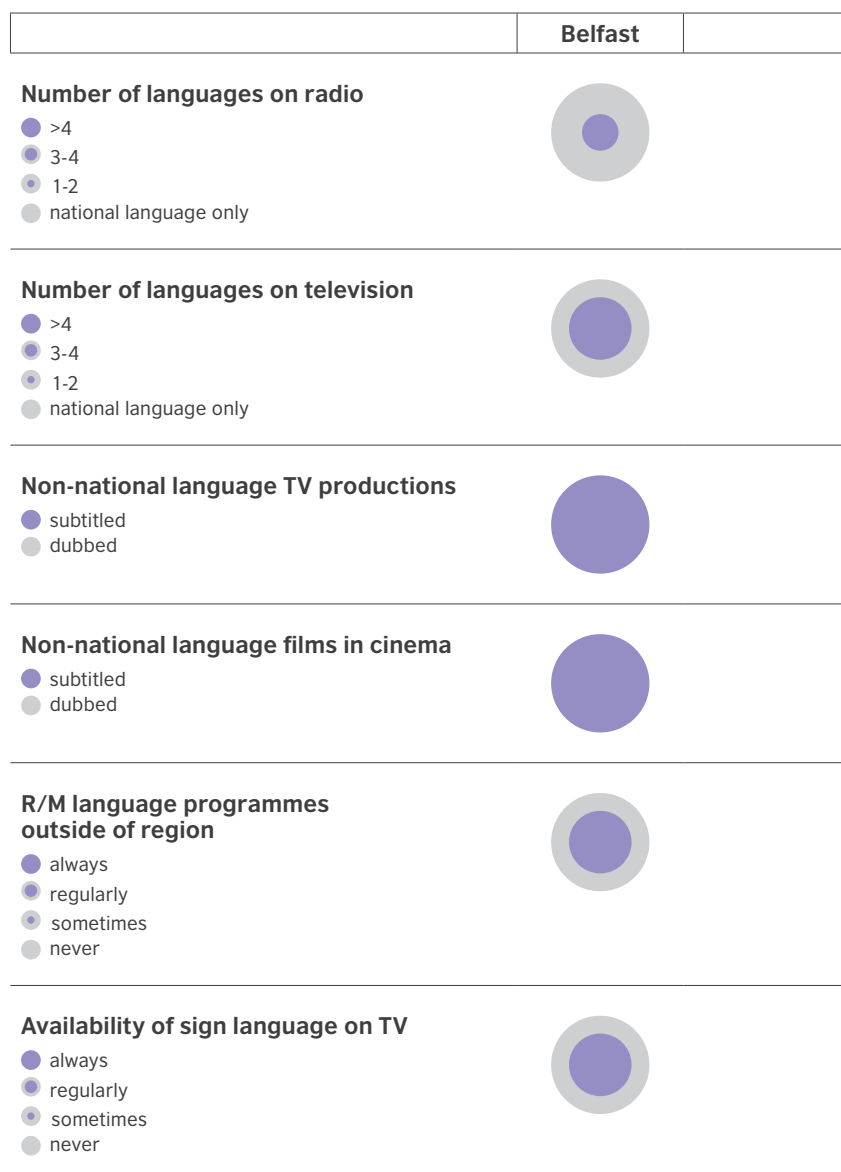 Belfast
Number of languages on radio
>4
3-4
1-2
national language only
Number of languages on television
>4
3-4
1-2
national language only
Non-national language TV productions
subtitled
dubbed
Non-national language films in cinema
subtitled
dubbed
R/M language programmes
outside of region
always
regularly
sometimes
never
Availability of sign language on TV
always
regularly
sometimes
never